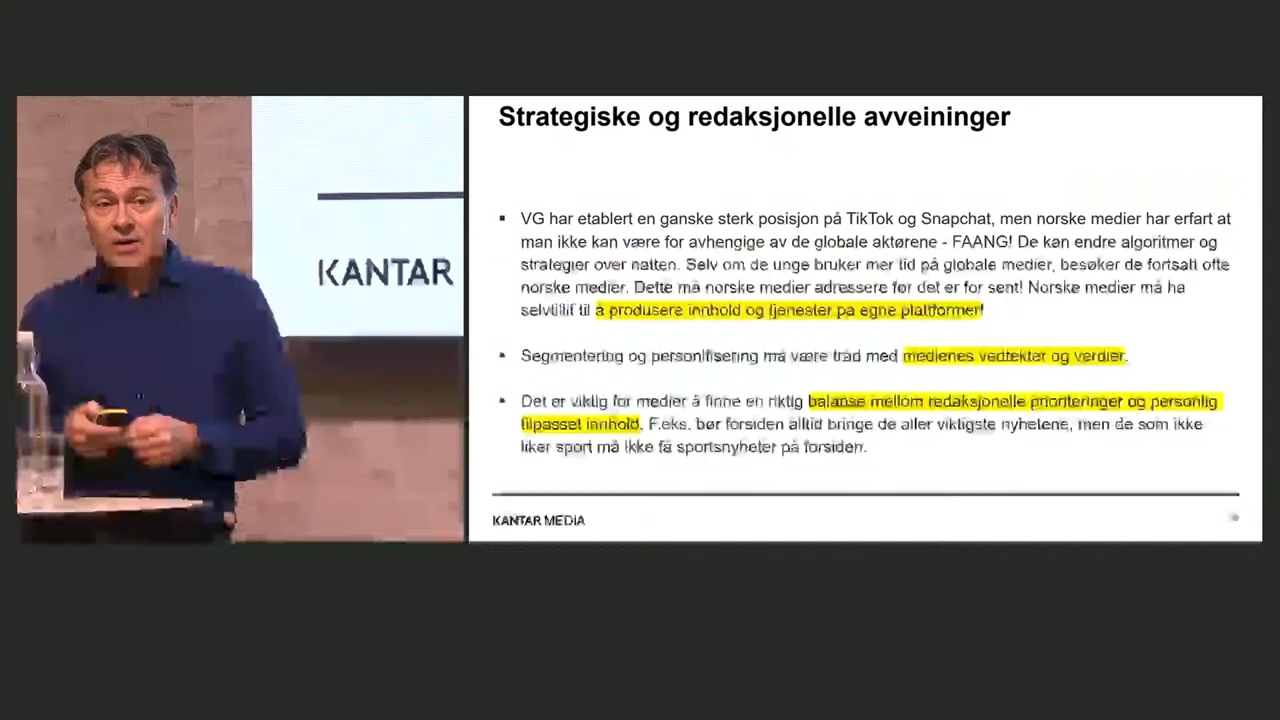 Strategiske og redaksjonelle avveininger
VG har etablert en ganske sterk posisjon på TikTok og Snapchat, men norske medier har erfart at
man ikke kan være for avhengige av de globale aktørene - FAANG! De kan endre algoritmer og
strategier over natten. Selv om de unge bruker mer tid på globale medier, besøker de fortsatt ofte
norske medier. Dette må norske medier adressere før det er for sent! Norske medier må ha
selvtillit til å produsere innhold og tjenester på egne plattformer!
Segmentering og personifisering må være tråd med medienes vedtekter og verdier.
Det er viktig for medier å finne en riktig balanse mellom redaksjonelle prioriteringer og personlig
tilpasset innhold. F.eks. bør forsiden alltid bringe de aller viktigste nyhetene, men de som ikke
liker sport må ikke få sportsnyheter på forsiden.
KANTAR
KANTAR MEDIA